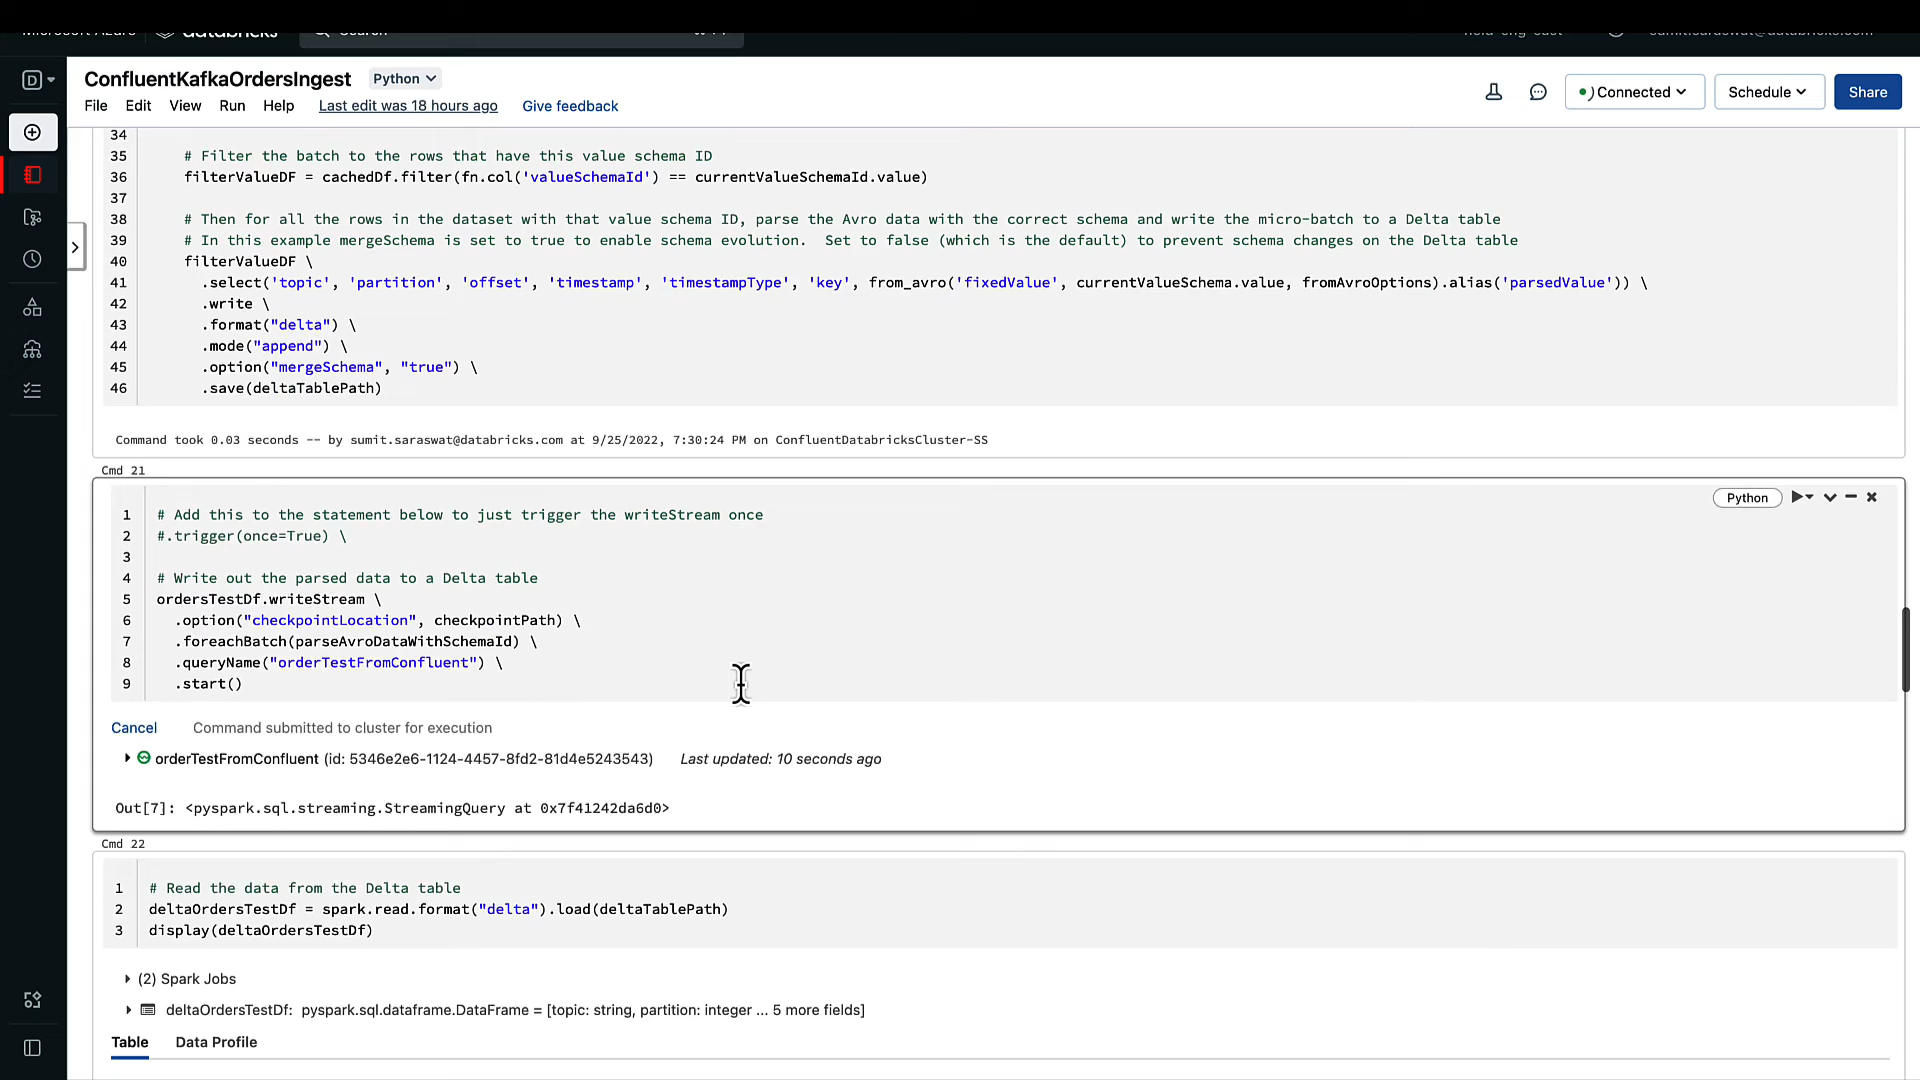 Microsoft Azure databricks Search
ConfluentKafkaOrdersIngest Python
File Edit View Run Help Last edit was 18 hours ago Give feedback
Connected Schedule Share
34
35 # Filter the batch to the rows that have this value schema ID
36 filterValueDF = cachedDf.filter(fn.col('valueSchemaId') == currentValueSchemaId.value)
37
38 # Then for all the rows in the dataset with that value schema ID, parse the Avro data with the correct schema and write the micro-batch to a Delta table
39 # In this example mergeSchema is set to true to enable schema evolution.  Set to false (which is the default) to prevent schema changes on the Delta table
40 filterValueDF \
41 .select('topic', 'partition', 'offset', 'timestamp', 'timestampType', 'key', from_avro('fixedValue', currentValueSchema.value, fromAvroOptions).alias('parsedValue')) \
42 .write \
43 .format("delta") \
44 .mode("append") \
45 .option("mergeSchema", "true") \
46 .save(deltaTablePath)
Command took 0.03 seconds -- by sumit.saraswat@databricks.com at 9/25/2022, 7:30:24 PM on ConfluentDatabricksCluster-SS
Cmd 21
Python
1 # Add this to the statement below to just trigger the writeStream once
2 #.trigger(once=True) \
3
4 # Write out the parsed data to a Delta table
5 ordersTestDf.writeStream \
6 .option("checkpointLocation", checkpointPath) \
7 .foreachBatch(parseAvroDataWithSchemaId) \
8 .queryName("orderTestFromConfluent") \
9 .start()
Cancel Command submitted to cluster for execution
orderTestFromConfluent (id: 5346e2e6-1124-4457-8fd2-81d4e5243543) Last updated: 10 seconds ago
Out[7]: <pyspark.sql.streaming.StreamingQuery at 0x7f41242da6d0>
Cmd 22
1 # Read the data from the Delta table
2 deltaOrdersTestDf = spark.read.format("delta").load(deltaTablePath)
3 display(deltaOrdersTestDf)
(2) Spark Jobs
deltaOrdersTestDf: pyspark.sql.dataframe.DataFrame = [topic: string, partition: integer ... 5 more fields]
Table Data Profile